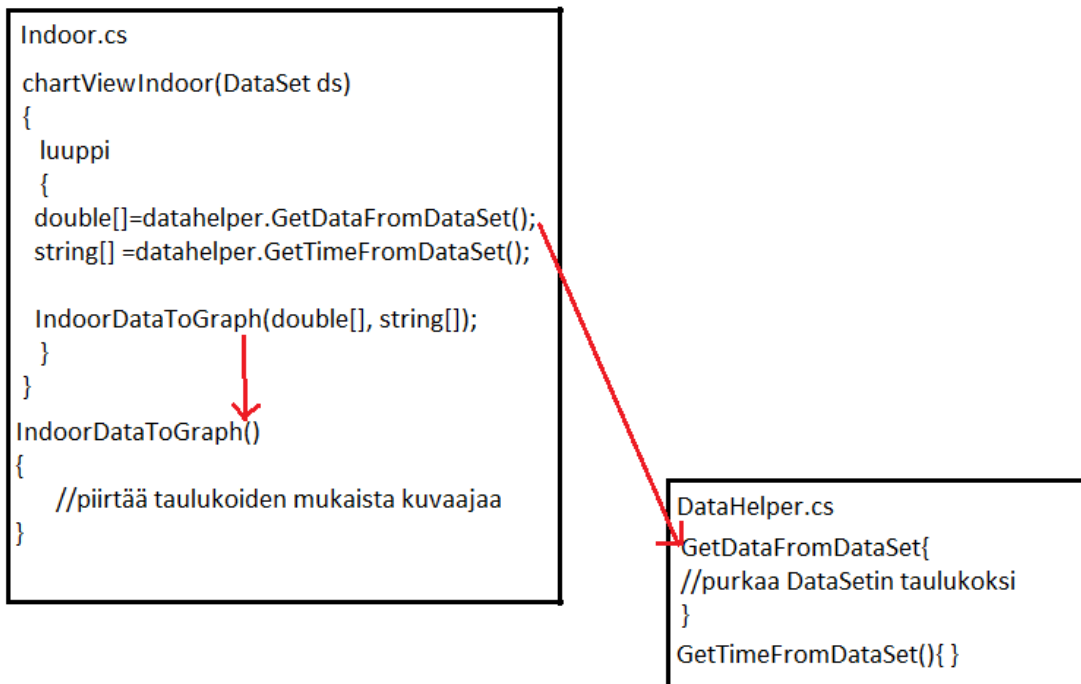 Indoor.cs
chartViewIndoor(DataSet ds)
{
luuppi
{
double[]=datahelper.GetDataFromDataSet();
string[] =datahelper.GetTimeFromDataSet();
IndoorDataToGraph(double[], string[]);
}
}
IndoorDataToGraph()
{
//piirtää taulukoiden mukaista kuvaajaa
}
DataHelper.cs
GetDataFromDataSet{
//purkaa DataSetin taulukoksi
}
GetTimeFromDataSet(){ }